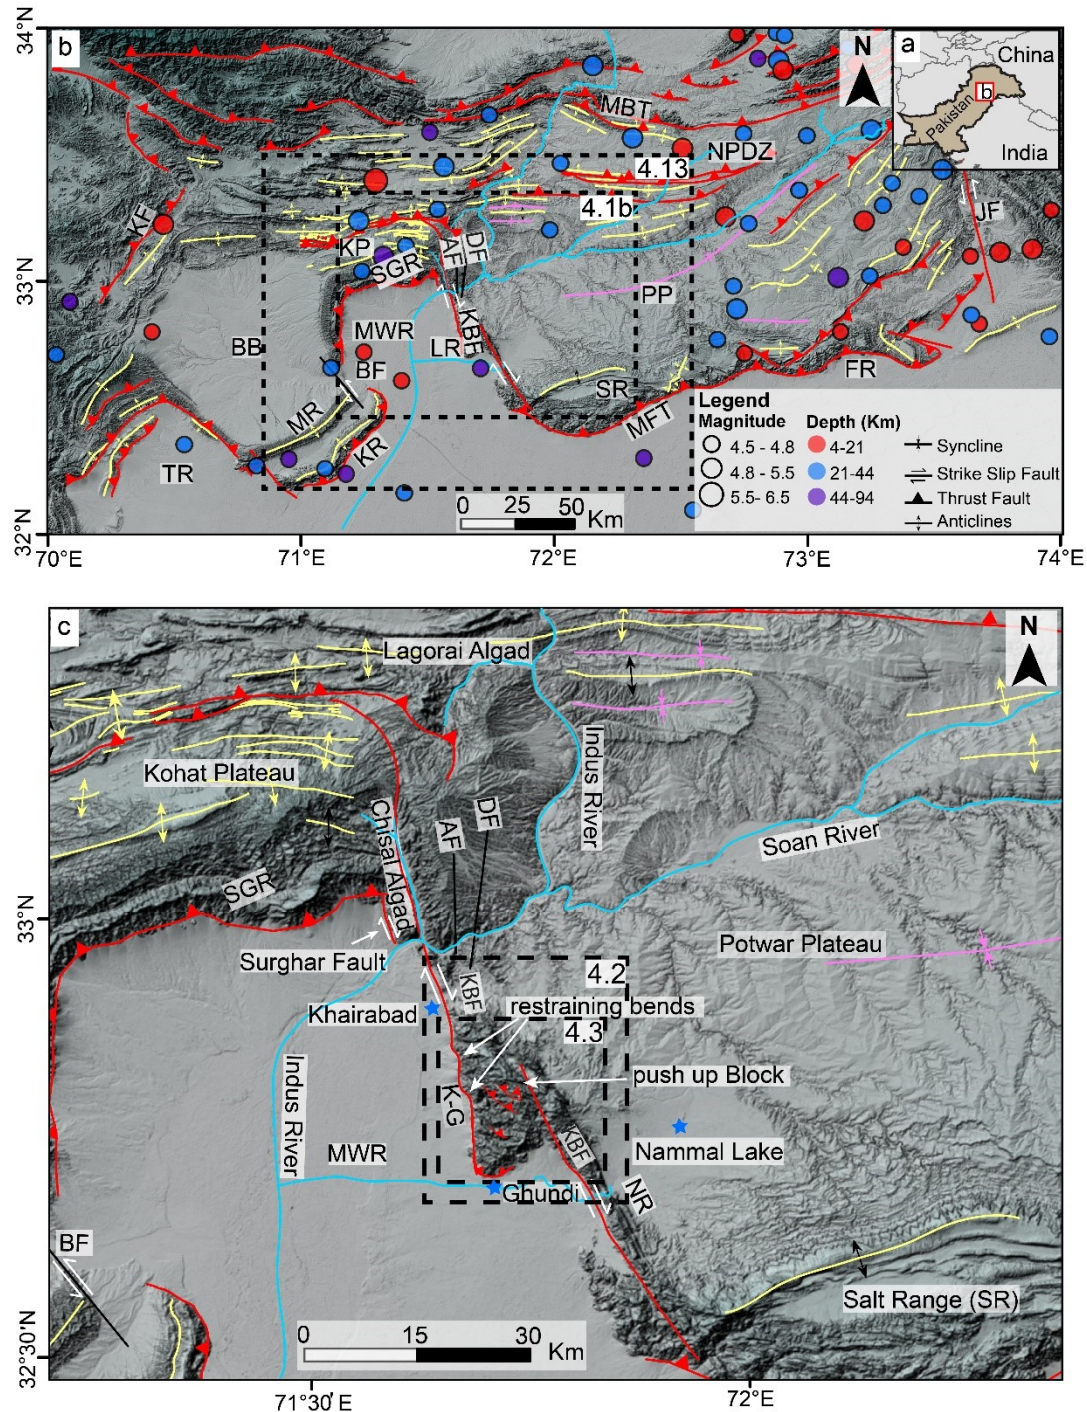 34°N
b
N
a
China
b
Pakistan
India
MBT
NPDZ
4.13
4.1b
KF
KP
SGR
AF
DF
JF
33°N
PP
MWR
KBF
LR
BB
BF
SR
FR
MR
MFT
KR
TR
Legend
Magnitude
Depth (Km)
4.5 - 4.8
4-21
Syncline
4.8 - 5.5
21-44
Strike Slip Fault
5.5- 6.5
44-94
Thrust Fault
Anticlines
0 25 50
Km
32°N
70°E
71°E
72°E
73°E
74°E
c
N
Lagorai Algad
Indus River
Kohat Plateau
Chisal Algad
AF
DF
Soan River
SGR
33°N
Potwar Plateau
Surghar Fault
4.2
KBF
Khairabad
restraining bends
4.3
push up Block
Indus River
K-G
KBF
Nammal Lake
MWR
Ghundi
NR
BF
Salt Range (SR)
0 15 30
Km
32°30'N
71°30' E
72°E